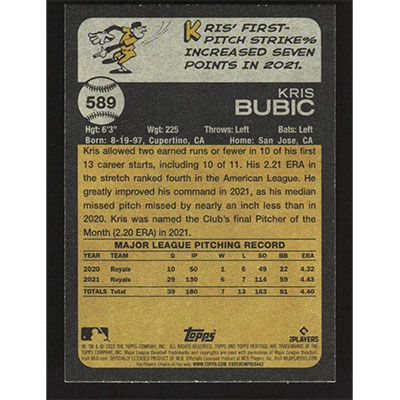 KRIS' FIRST-
PITCH STRIKE%
INCREASED SEVEN
POINTS IN 2021.
589
KRIS
BUBIC
Hgt: 6'3" Wgt: 225 Throws: Left Bats: Left
Born: 8-19-97, Cupertino, CA Home: San Jose, CA
Kris allowed two earned runs or fewer in 10 of his first
13 career starts, including 10 of 11. His 2.21 ERA in
the stretch ranked fourth in the American League. He
greatly improved his command in 2021, as his median
missed pitch missed by nearly an inch less than in
2020. Kris was named the Club's final Pitcher of the
Month (2.20 ERA) in 2021.
MAJOR LEAGUE PITCHING RECORD
YEAR TEAM G IP W L SO BB ERA
2020 Royals 10 50 1 6 49 22 4.32
2021 Royals 29 130 6 7 114 59 4.43
TOTALS Total 39 180 7 13 163 81 4.40
Topps
PLAYERS